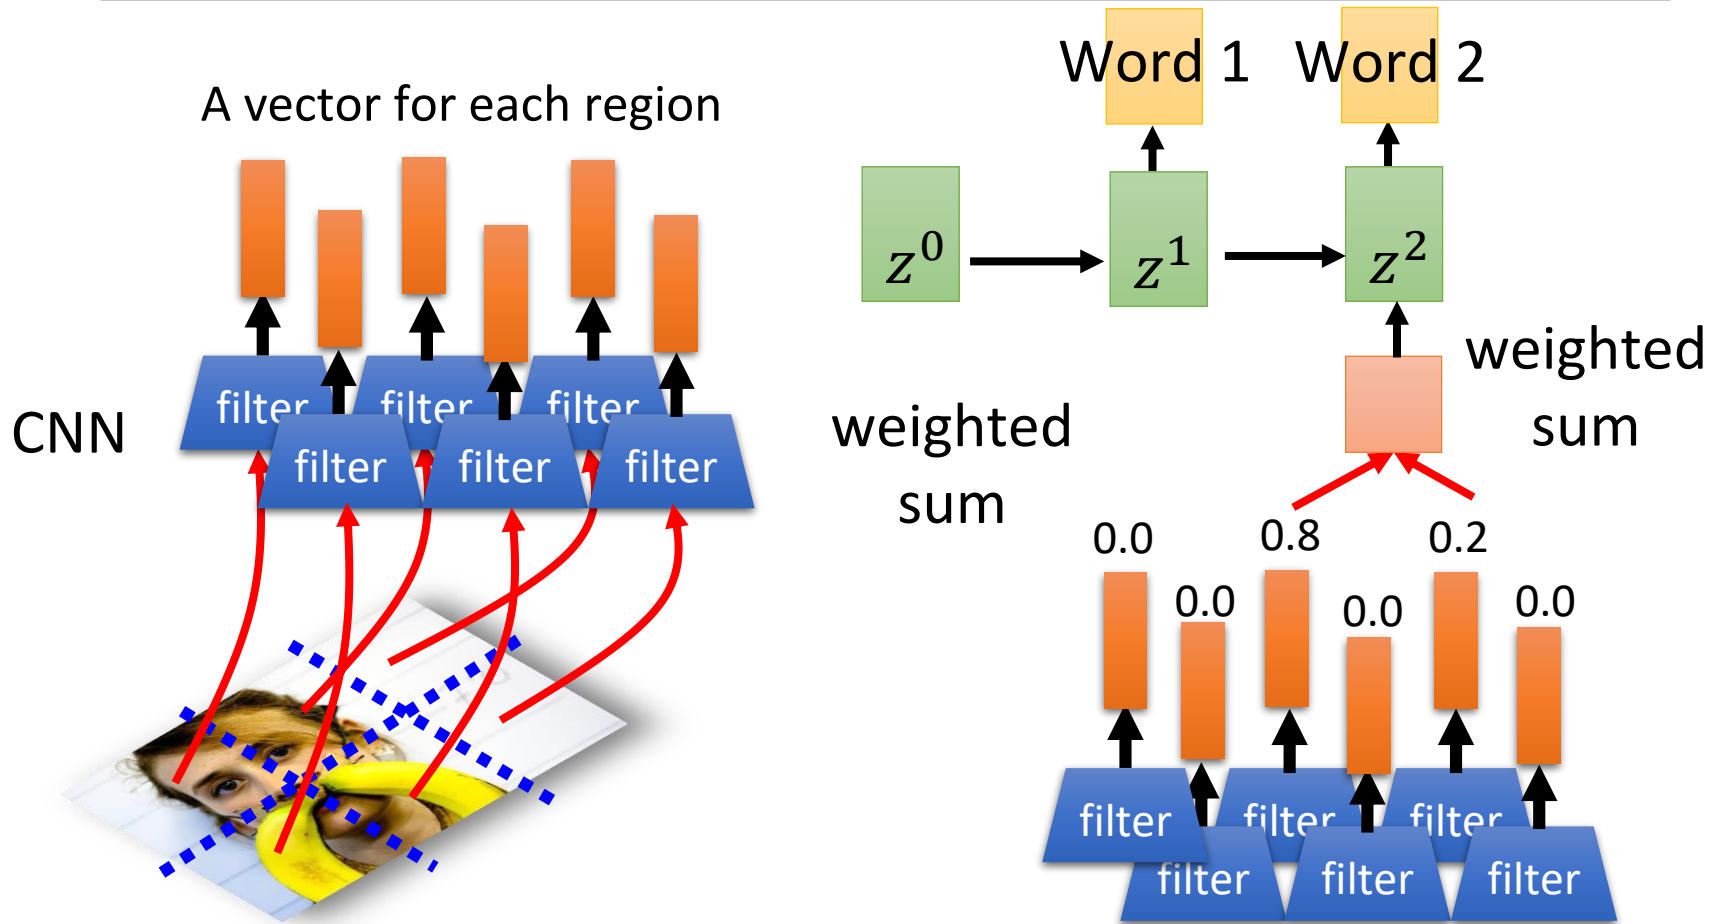 A vector for each region
Word 1
Word 2
z⁰
z¹
z²
CNN
filter
filter
filter
filter
filter
filter
weighted
sum
weighted
sum
0.0
0.8
0.2
0.0
0.0
0.0
filter
filter
filter
filter
filter
filter